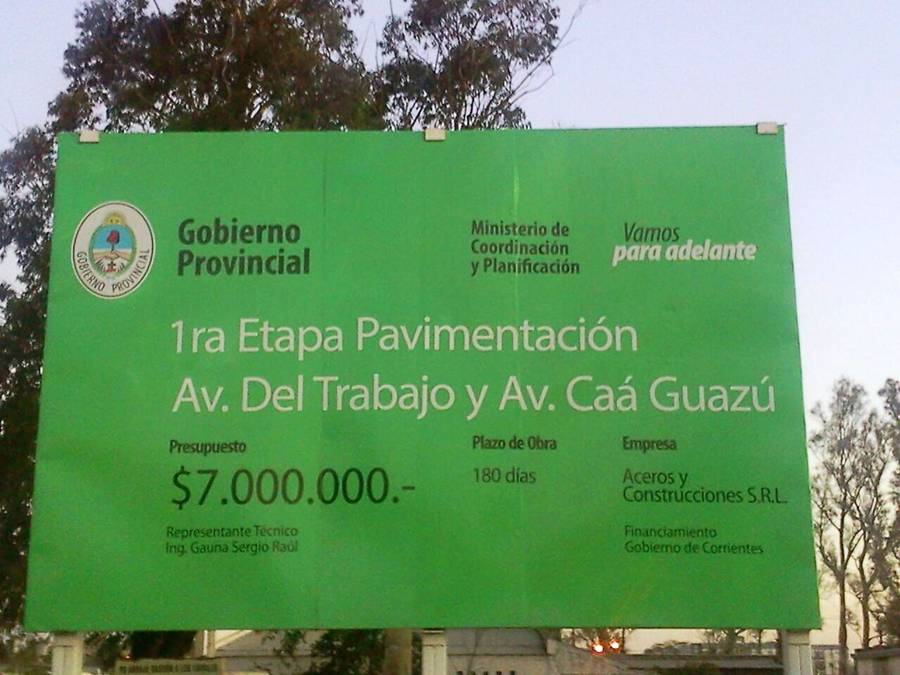 GOBIERNO PROVINCIAL
Gobierno
Provincial
Ministerio de
Coordinación
y Planificación
Vamos
para adelante
1ra Etapa Pavimentación
Av. Del Trabajo y Av. Caá Guazú
Presupuesto
$7.000.000.-
Plazo de Obra
180 días
Empresa
Aceros y
Construcciones S.R.L.
Representante Técnico
Ing. Gauna Sergio Raúl
Financiamiento
Gobierno de Corrientes